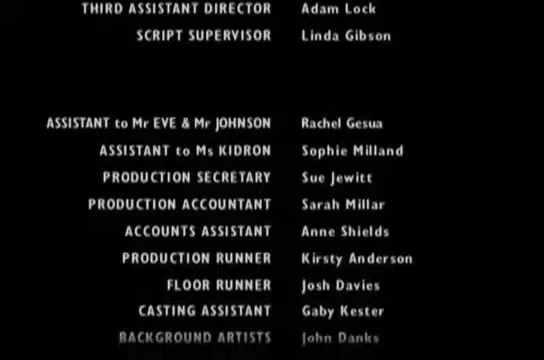 THIRD ASSISTANT DIRECTOR Adam Lock
SCRIPT SUPERVISOR Linda Gibson
ASSISTANT to Mr EVE & Mr JOHNSON Rachel Gesua
ASSISTANT to Ms KIDRON Sophie Milland
PRODUCTION SECRETARY Sue Jewitt
PRODUCTION ACCOUNTANT Sarah Millar
ACCOUNTS ASSISTANT Anne Shields
PRODUCTION RUNNER Kirsty Anderson
FLOOR RUNNER Josh Davies
CASTING ASSISTANT Gaby Kester
BACKGROUND ARTISTS John Danks